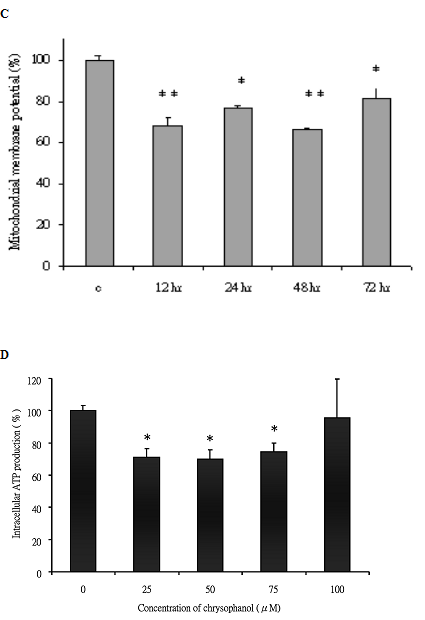 C
Mitochondrial membrane potential (%)
100
80
60
40
20
0
** * ** *
c 12 hr 24 hr 48 hr 72 hr
D
Intracellular ATP production ( % )
120
100
80
60
40
20
0
* * *
0 25 50 75 100
Concentration of chrysophanol ( μM)